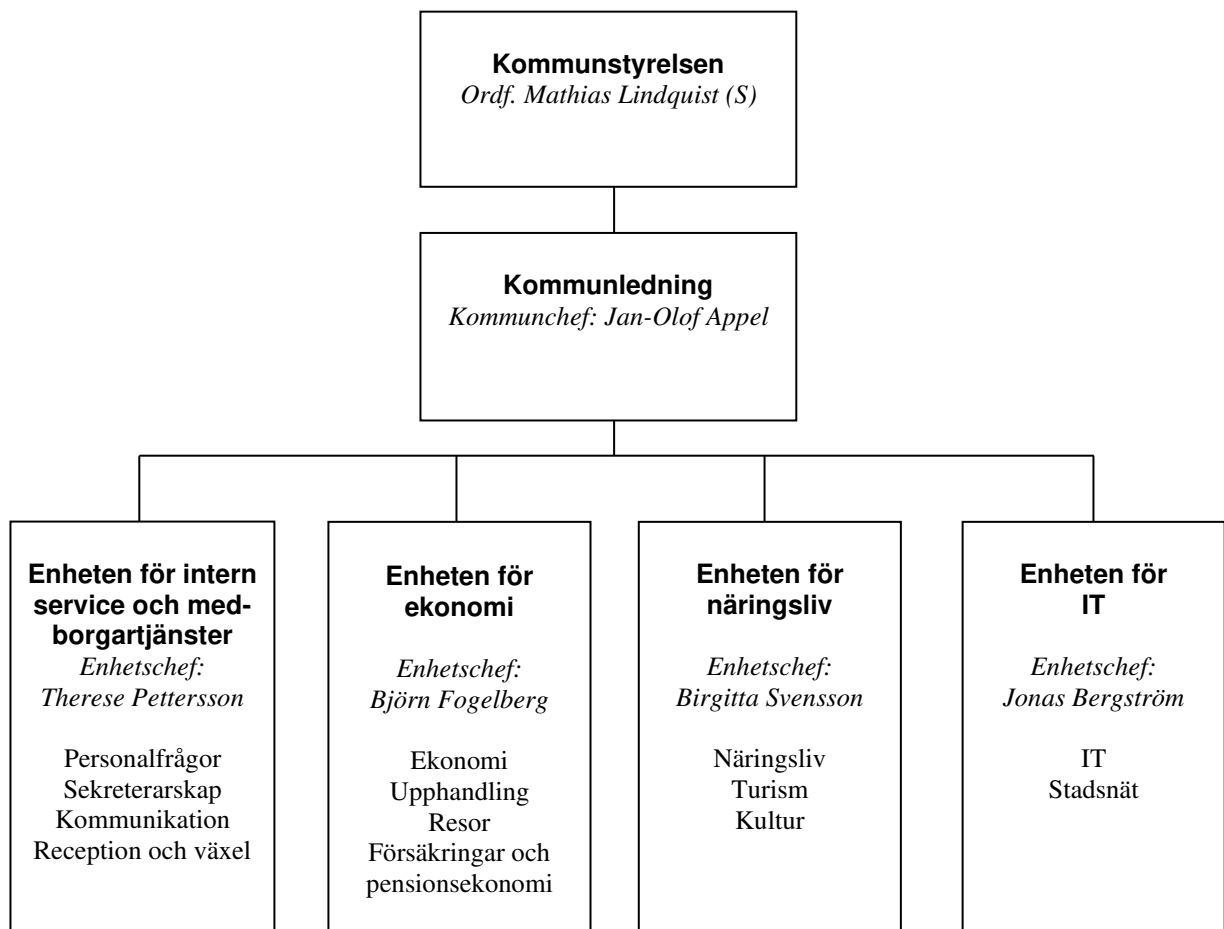 Kommunstyrelsen
Ordf. Mathias Lindquist (S)
Kommunledning
Kommunchef: Jan-Olof Appel
Enheten för intern
service och med-
borgartjänster
Enhetschef:
Therese Pettersson
Personalfrågor
Sekreterarskap
Kommunikation
Reception och växel
Enheten för
ekonomi
Enhetschef:
Björn Fogelberg
Ekonomi
Upphandling
Resor
Försäkringar och
pensionsekonomi
Enheten för
näringsliv
Enhetschef:
Birgitta Svensson
Näringsliv
Turism
Kultur
Enheten för
IT
Enhetschef:
Jonas Bergström
IT
Stadsnät